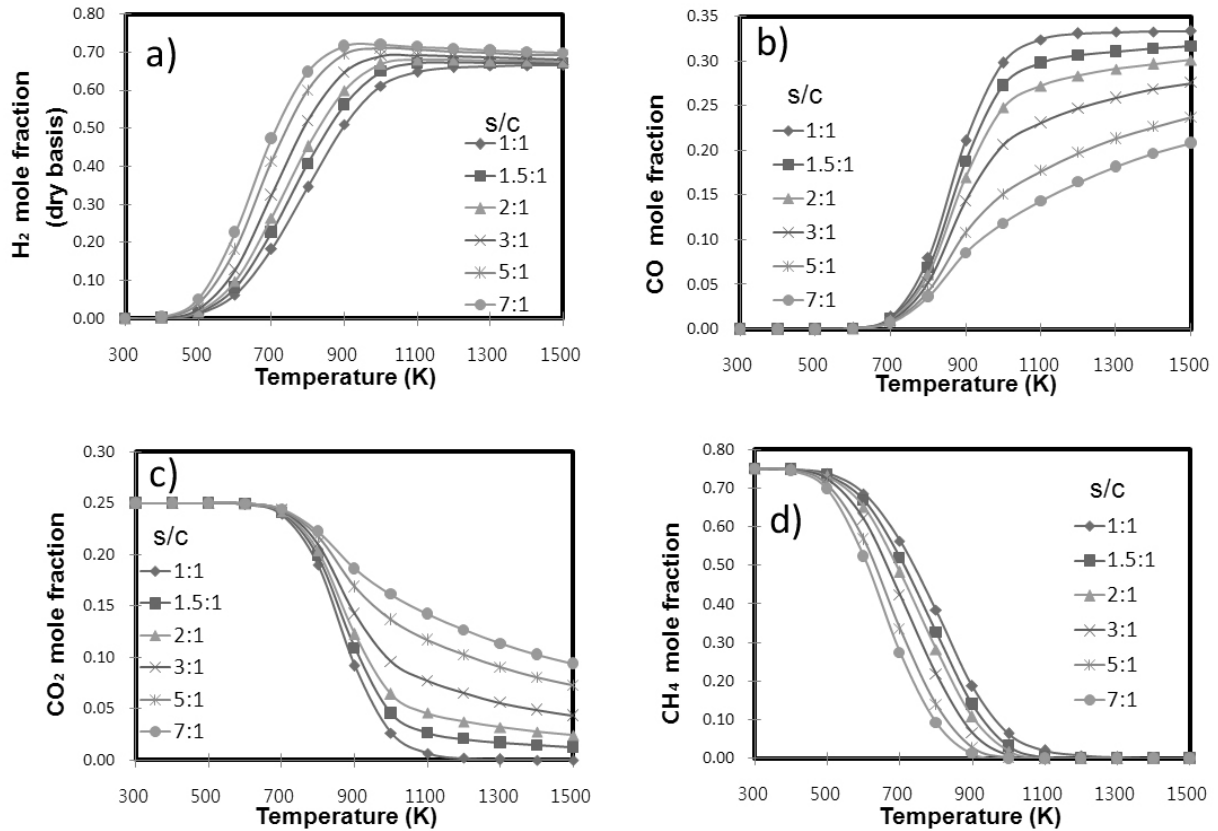 a)
H₂ mole fraction
(dry basis)
0.80
0.70
0.60
0.50
0.40
0.30
0.20
0.10
0.00
s/c
1:1
1.5:1
2:1
3:1
5:1
7:1
300 500 700 900 1100 1300 1500
Temperature (K)
b)
CO mole fraction
0.35
0.30
0.25
0.20
0.15
0.10
0.05
0.00
s/c
1:1
1.5:1
2:1
3:1
5:1
7:1
300 500 700 900 1100 1300 1500
Temperature (K)
c)
CO₂ mole fraction
0.30
0.25
0.20
0.15
0.10
0.05
0.00
s/c
1:1
1.5:1
2:1
3:1
5:1
7:1
300 500 700 900 1100 1300 1500
Temperature (K)
d)
CH₄ mole fraction
0.80
0.70
0.60
0.50
0.40
0.30
0.20
0.10
0.00
s/c
1:1
1.5:1
2:1
3:1
5:1
7:1
300 500 700 900 1100 1300 1500
Temperature (K)